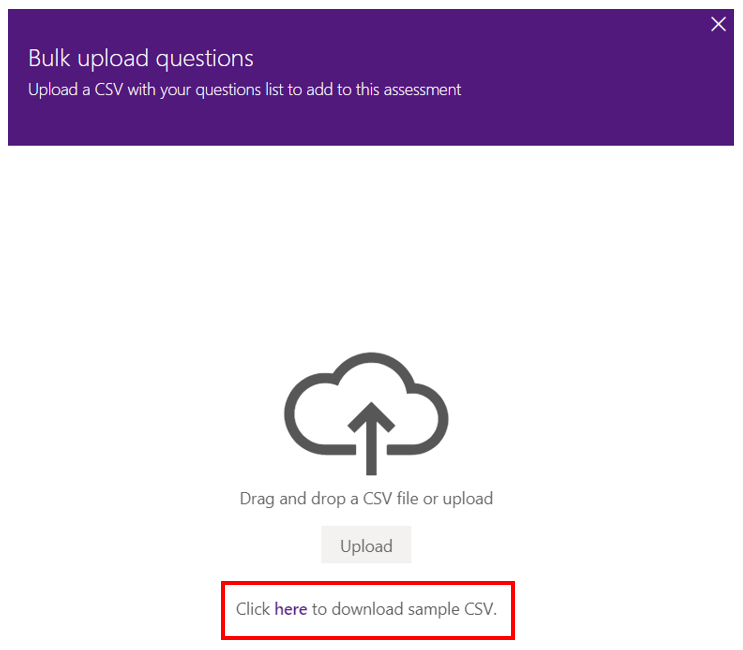 Bulk upload questions
Upload a CSV with your questions list to add to this assessment
Drag and drop a CSV file or upload
Upload
Click here to download sample CSV.